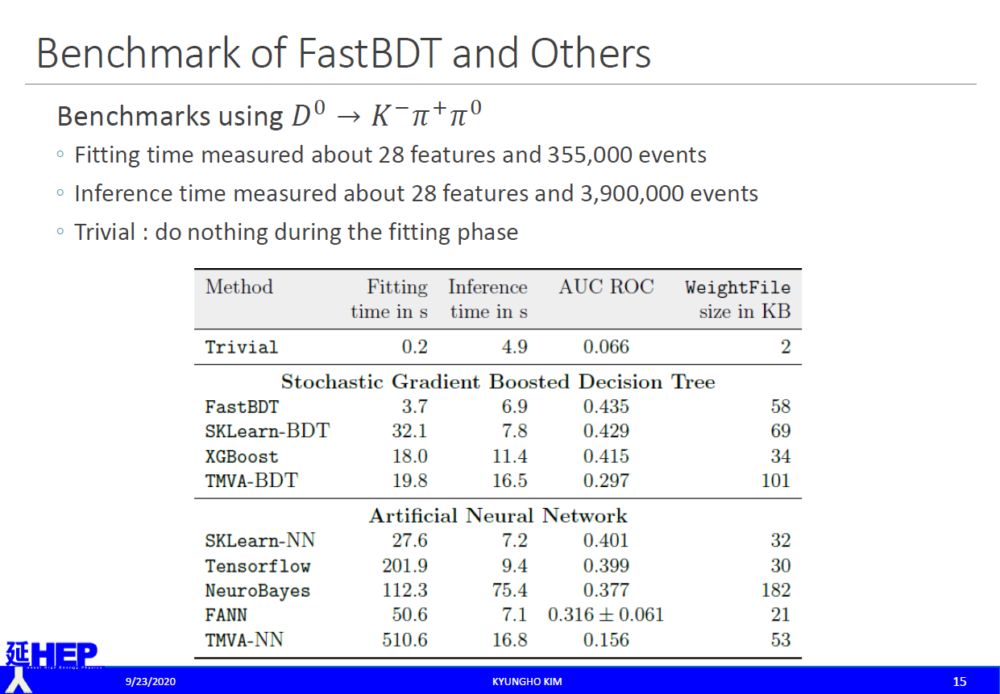 Benchmark of FastBDT and Others
Benchmarks using D⁰ → K⁻π⁺π⁰
◦ Fitting time measured about 28 features and 355,000 events
◦ Inference time measured about 28 features and 3,900,000 events
◦ Trivial : do nothing during the fitting phase
Method Fitting Inference AUC ROC WeightFile
time in s time in s size in KB
Trivial 0.2 4.9 0.066 2
Stochastic Gradient Boosted Decision Tree
FastBDT 3.7 6.9 0.435 58
SKLearn-BDT 32.1 7.8 0.429 69
XGBoost 18.0 11.4 0.415 34
TMVA-BDT 19.8 16.5 0.297 101
Artificial Neural Network
SKLearn-NN 27.6 7.2 0.401 32
Tensorflow 201.9 9.4 0.399 30
NeuroBayes 112.3 75.4 0.377 182
FANN 50.6 7.1 0.316 ± 0.061 21
TMVA-NN 510.6 16.8 0.156 53
延HEP
High Energy Physics
9/23/2020 KYUNGHO KIM 15